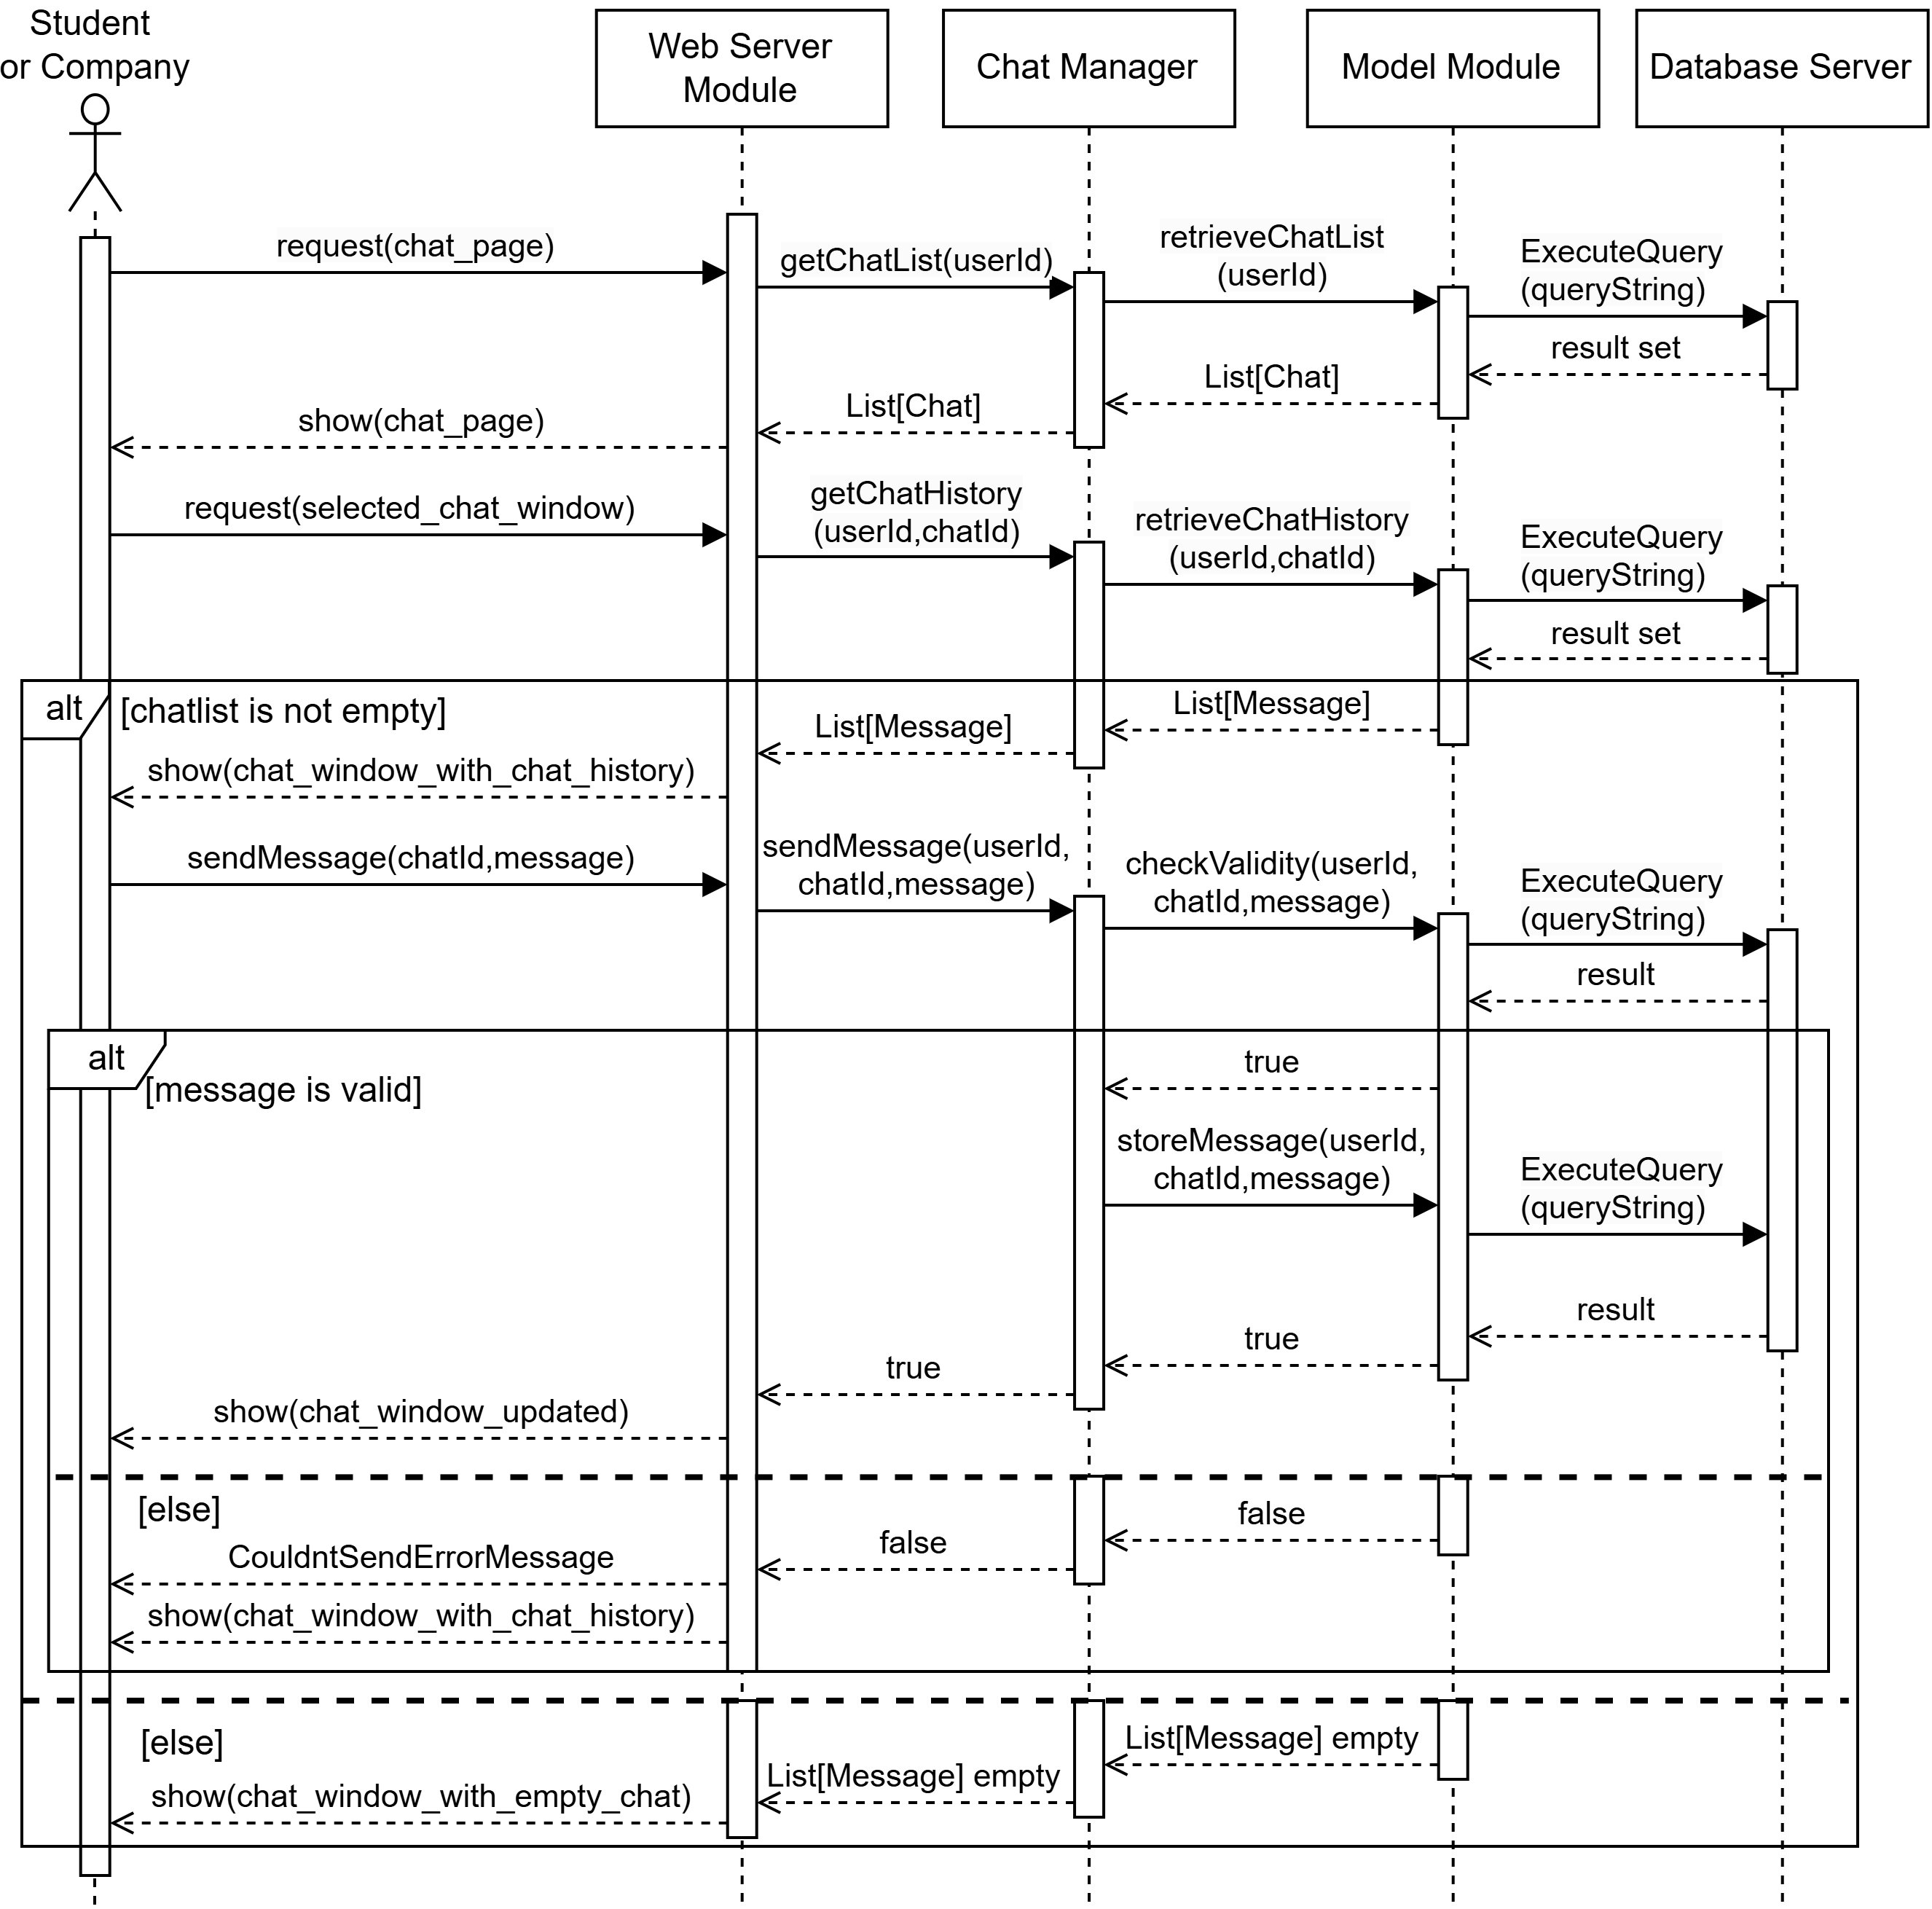 Student
or Company
Web Server
Module
Chat Manager
Model Module
Database Server
request(chat_page)
getChatList(userId)
retrieveChatList
(userId)
ExecuteQuery
(queryString)
result set
List[Chat]
List[Chat]
show(chat_page)
request(selected_chat_window)
getChatHistory
(userId,chatId)
retrieveChatHistory
(userId,chatId)
ExecuteQuery
(queryString)
result set
alt
[chatlist is not empty]
List[Message]
List[Message]
show(chat_window_with_chat_history)
sendMessage(chatId,message)
sendMessage(userId,
chatId,message)
checkValidity(userId,
chatId,message)
ExecuteQuery
(queryString)
result
alt
[message is valid]
true
storeMessage(userId,
chatId,message)
ExecuteQuery
(queryString)
result
true
true
show(chat_window_updated)
[else]
false
false
CouldntSendErrorMessage
show(chat_window_with_chat_history)
[else]
List[Message] empty
List[Message] empty
show(chat_window_with_empty_chat)